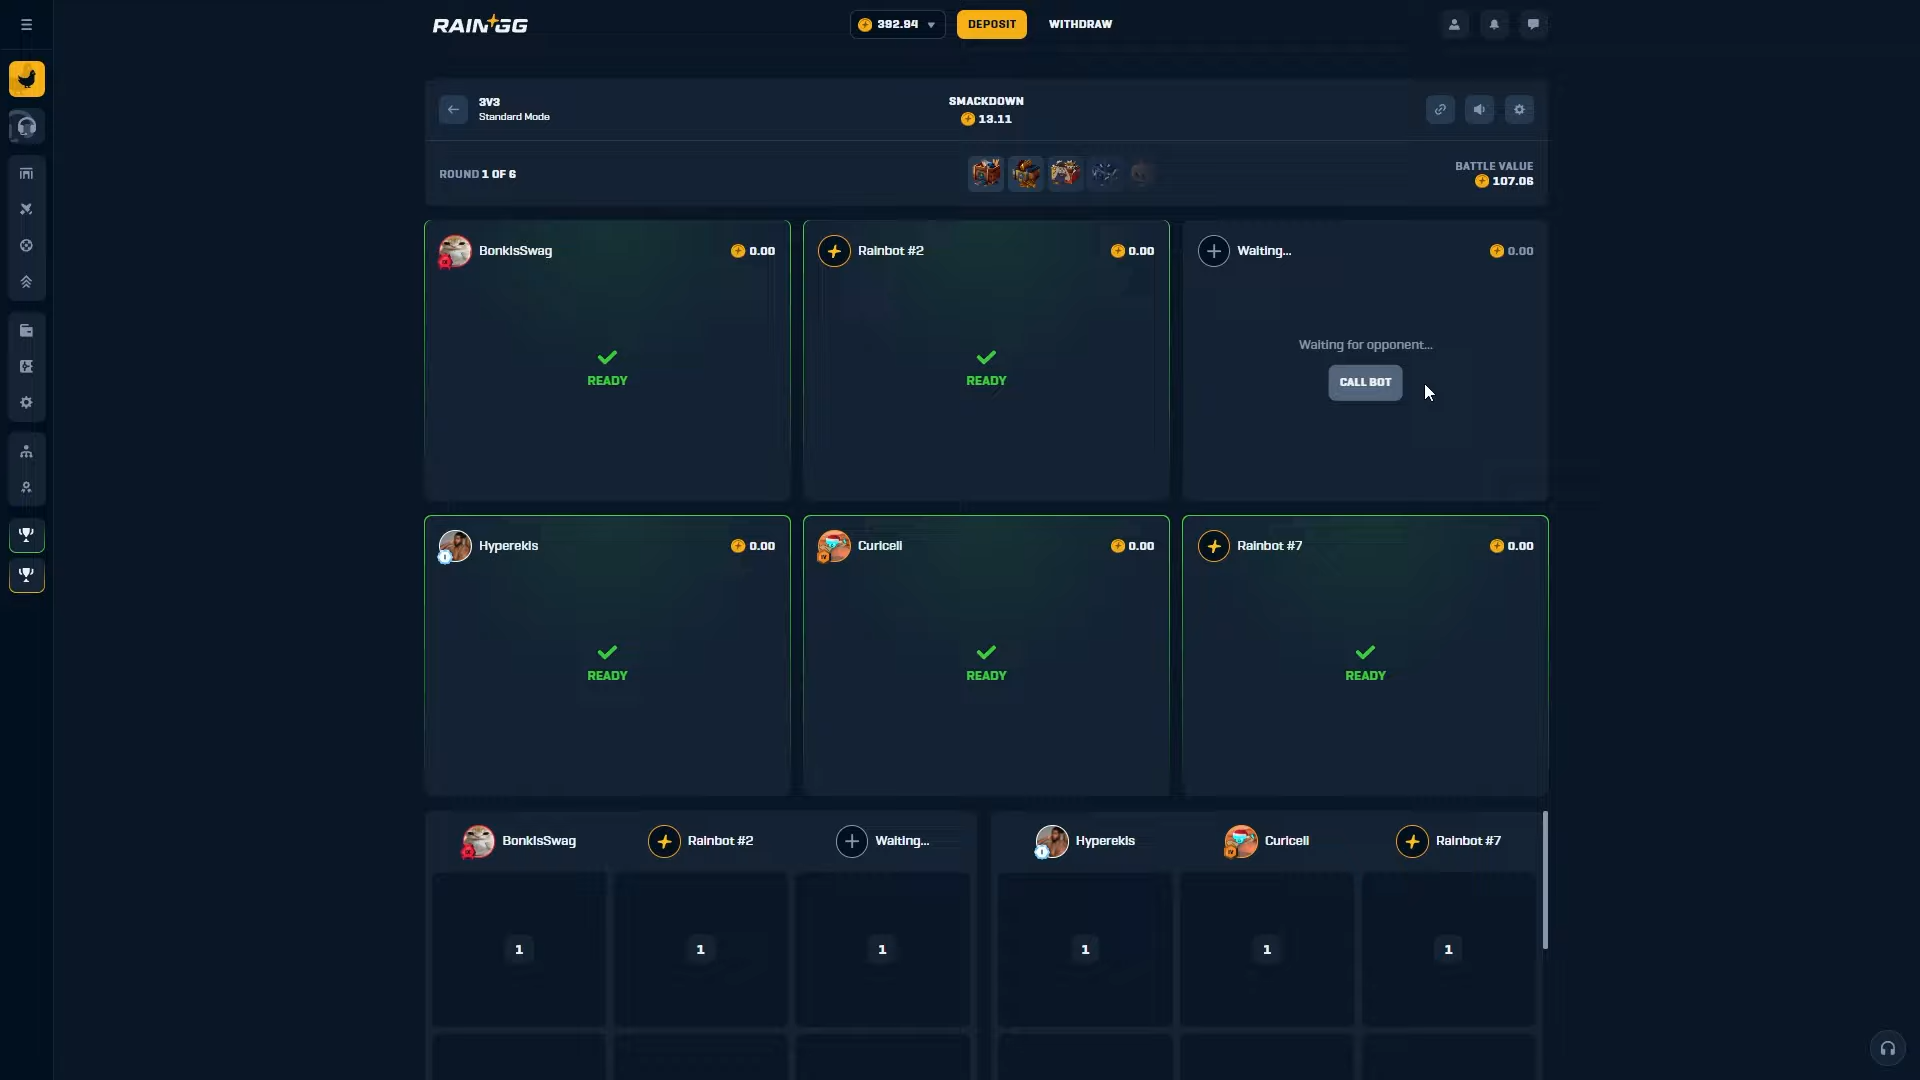 RAIN GG
392.94
DEPOSIT
WITHDRAW
3V3
Standard Mode
SMACKDOWN
13.11
ROUND 1 OF 6
BATTLE VALUE
107.06
BonkIsSwag
0.00
READY
Rainbot #2
0.00
READY
Waiting...
0.00
Waiting for opponent...
CALL BOT
Hyperekis
0.00
READY
Curicell
0.00
READY
Rainbot #7
0.00
READY
BonkIsSwag
Rainbot #2
Waiting...
Hyperekis
Curicell
Rainbot #7
1
1
1
1
1
1